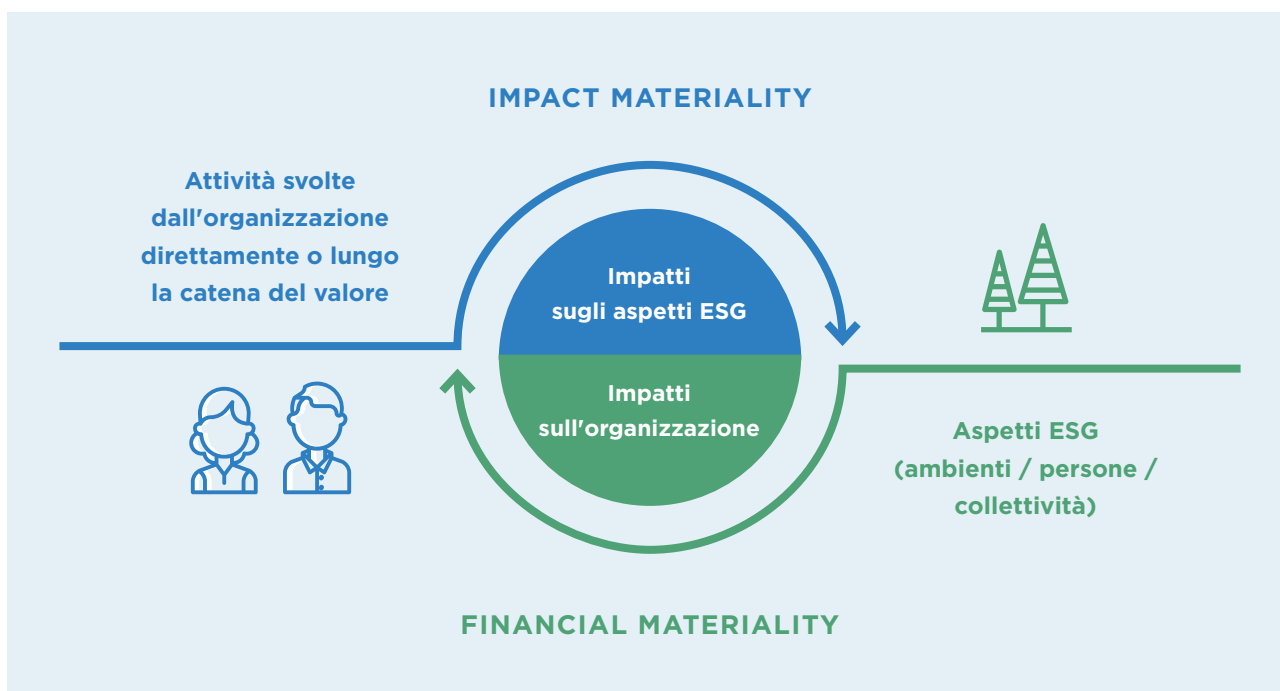 IMPACT MATERIALITY
Attività svolte
dall'organizzazione
direttamente o lungo
la catena del valore
Impatti
sugli aspetti ESG
Impatti
sull'organizzazione
Aspetti ESG
(ambienti / persone /
collettività)
FINANCIAL MATERIALITY